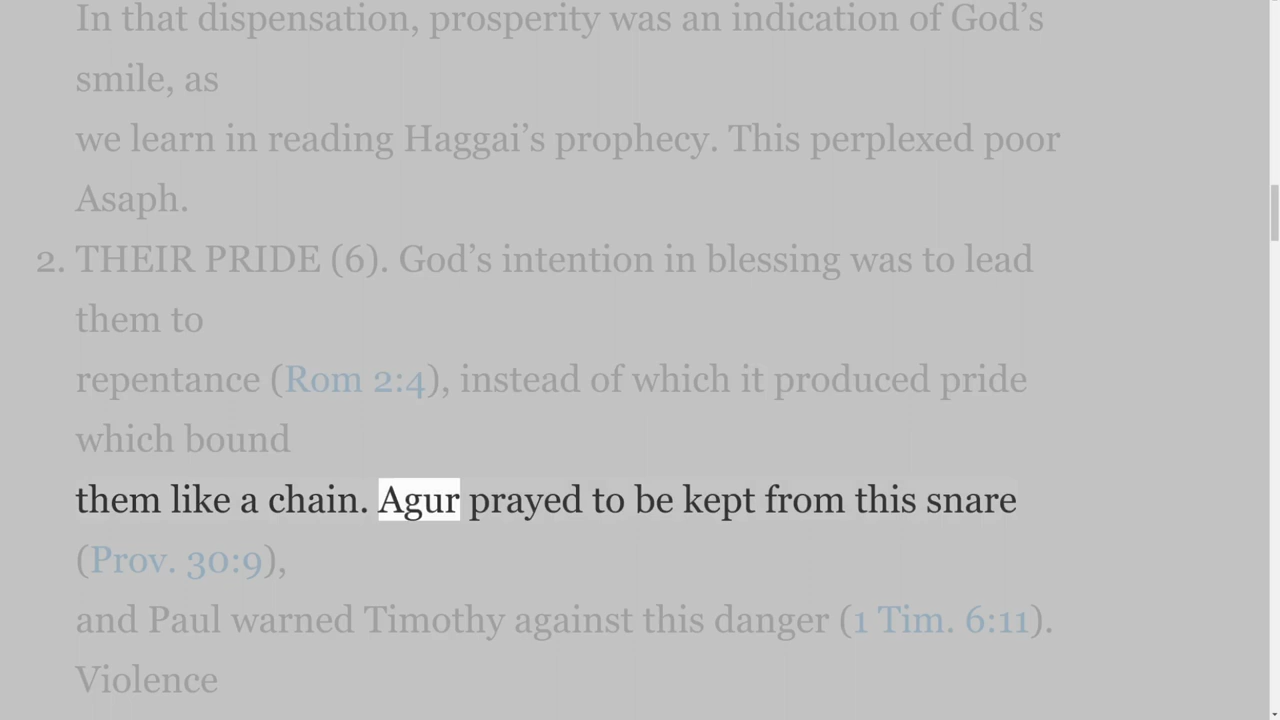 In that dispensation, prosperity was an indication of God’s
smile, as
we learn in reading Haggai’s prophecy. This perplexed poor
Asaph.
2. THEIR PRIDE (6). God’s intention in blessing was to lead
them to
repentance (Rom 2:4), instead of which it produced pride
which bound
them like a chain. Agur prayed to be kept from this snare
(Prov. 30:9),
and Paul warned Timothy against this danger (1 Tim. 6:11).
Violence